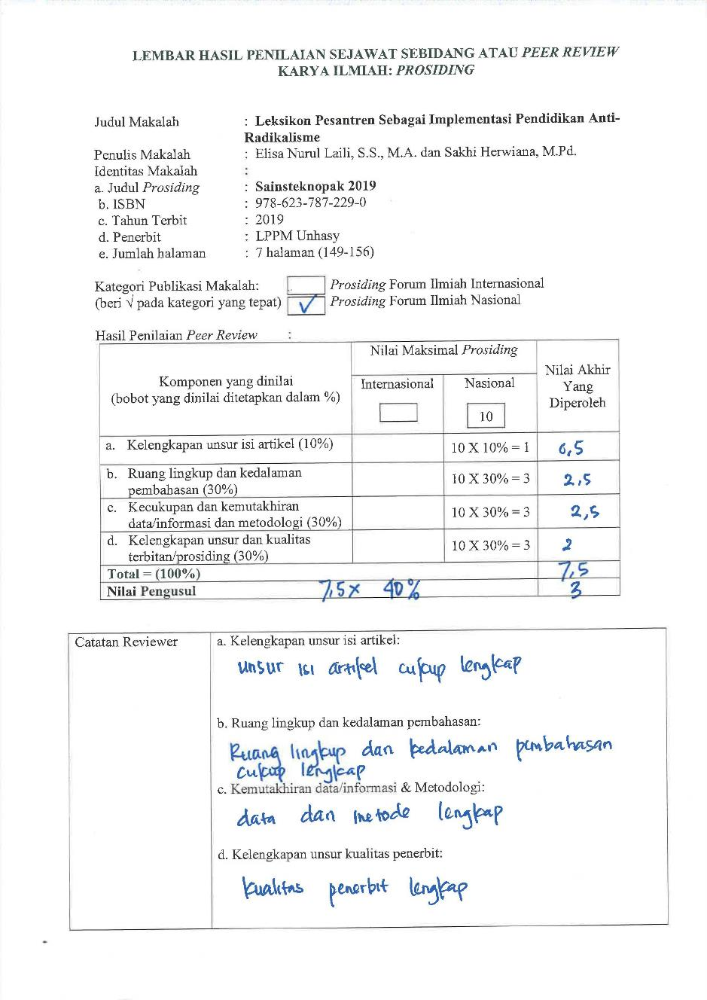 LEMBAR HASIL PENILAIAN SEJAWAT SEBIDANG ATAU PEER REVIEW
KARYA ILMIAH: PROSIDING
Judul Makalah : Leksikon Pesantren Sebagai Implementasi Pendidikan Anti-
Radikalisme
Penulis Makalah : Elisa Nurul Laili, S.S., M.A. dan Sakhi Herwiana, M.Pd.
Identitas Makalah :
a. Judul Prosiding : Sainsteknopak 2019
b. ISBN : 978-623-787-229-0
c. Tahun Terbit : 2019
d. Penerbit : LPPM Unhasy
e. Jumlah halaman : 7 halaman (149-156)
Kategori Publikasi Makalah: Prosiding Forum Ilmiah Internasional
(beri √ pada kategori yang tepat) √ Prosiding Forum Ilmiah Nasional
Hasil Penilaian Peer Review :
Komponen yang dinilai
(bobot yang dinilai ditetapkan dalam %)
Nilai Maksimal Prosiding
Internasional
Nasional
10
Nilai Akhir
Yang
Diperoleh
a. Kelengkapan unsur isi artikel (10%) 10 X 10% = 1 6,5
b. Ruang lingkup dan kedalaman
pembahasan (30%) 10 X 30% = 3 2,5
c. Kecukupan dan kemutakhiran
data/informasi dan metodologi (30%) 10 X 30% = 3 2,5
d. Kelengkapan unsur dan kualitas
terbitan/prosiding (30%) 10 X 30% = 3 2
Total = (100%) 7,5
Nilai Pengusul 7,5 x 40% 3
Catatan Reviewer
a. Kelengkapan unsur isi artikel:
unsur isi artikel cukup lengkap
b. Ruang lingkup dan kedalaman pembahasan:
Ruang lingkup dan kedalaman pembahasan
cukup lengkap
c. Kemutakhiran data/informasi & Metodologi:
data dan metode lengkap
d. Kelengkapan unsur kualitas penerbit:
kualitas penerbit lengkap